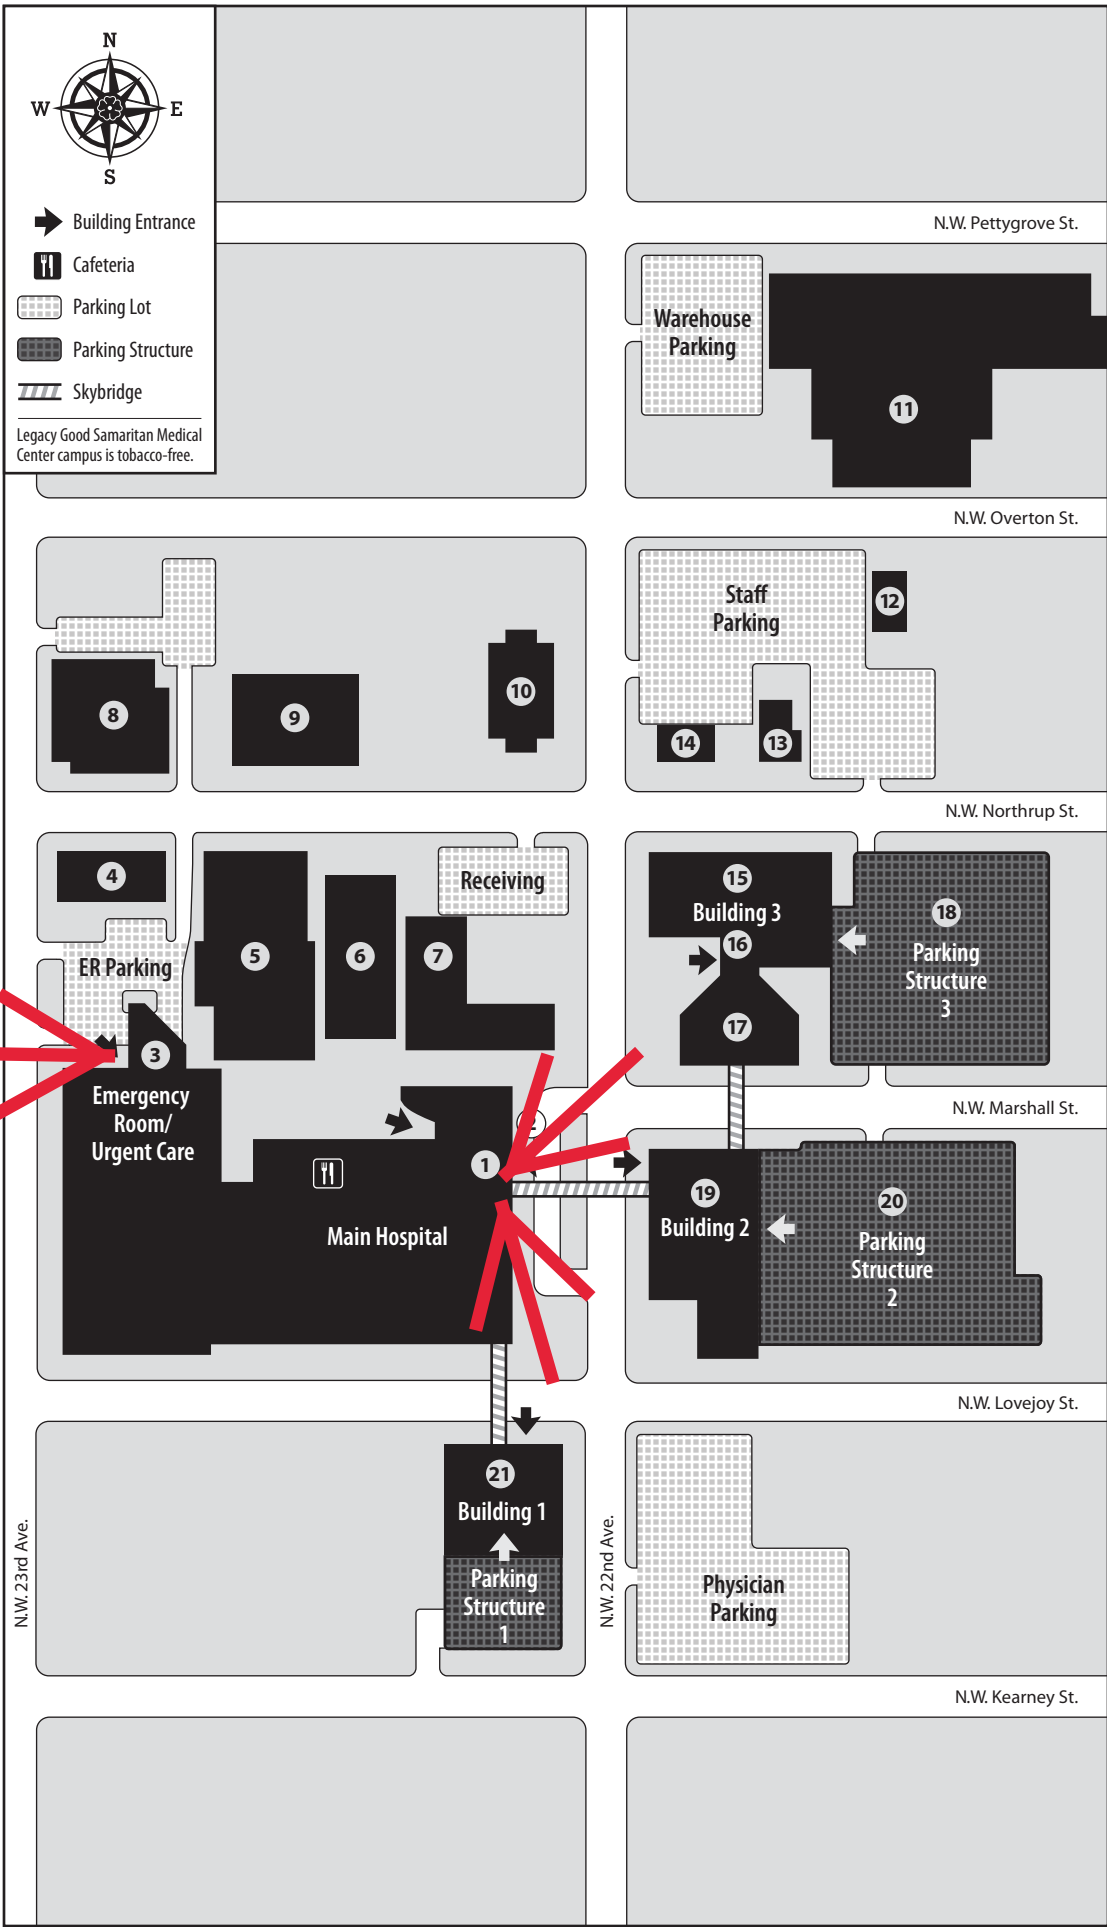 N
W
E
S
Building Entrance
Cafeteria
Parking Lot
Parking Structure
Skybridge
Legacy Good Samaritan Medical
Center campus is tobacco-free.
N.W. Pettygrove St.
Warehouse
Parking
11
N.W. Overton St.
Staff
Parking
12
8
9
10
14
13
N.W. Northrup St.
4
ER Parking
5
6
7
Receiving
15
Building 3
16
17
18
Parking
Structure
3
3
Emergency
Room/
Urgent Care
N.W. Marshall St.
2
1
Main Hospital
19
Building 2
20
Parking
Structure
2
N.W. Lovejoy St.
21
Building 1
Parking
Structure
1
N.W. 23rd Ave.
N.W. 22nd Ave.
Physician
Parking
N.W. Kearney St.